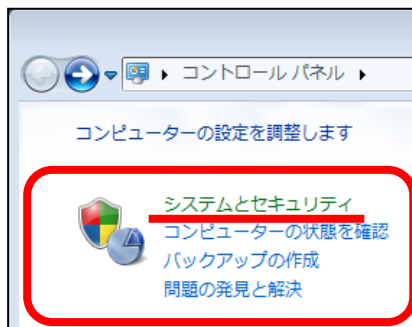 コントロール パネル
コンピューターの設定を調整します
システムとセキュリティ
コンピューターの状態を確認
バックアップの作成
問題の発見と解決